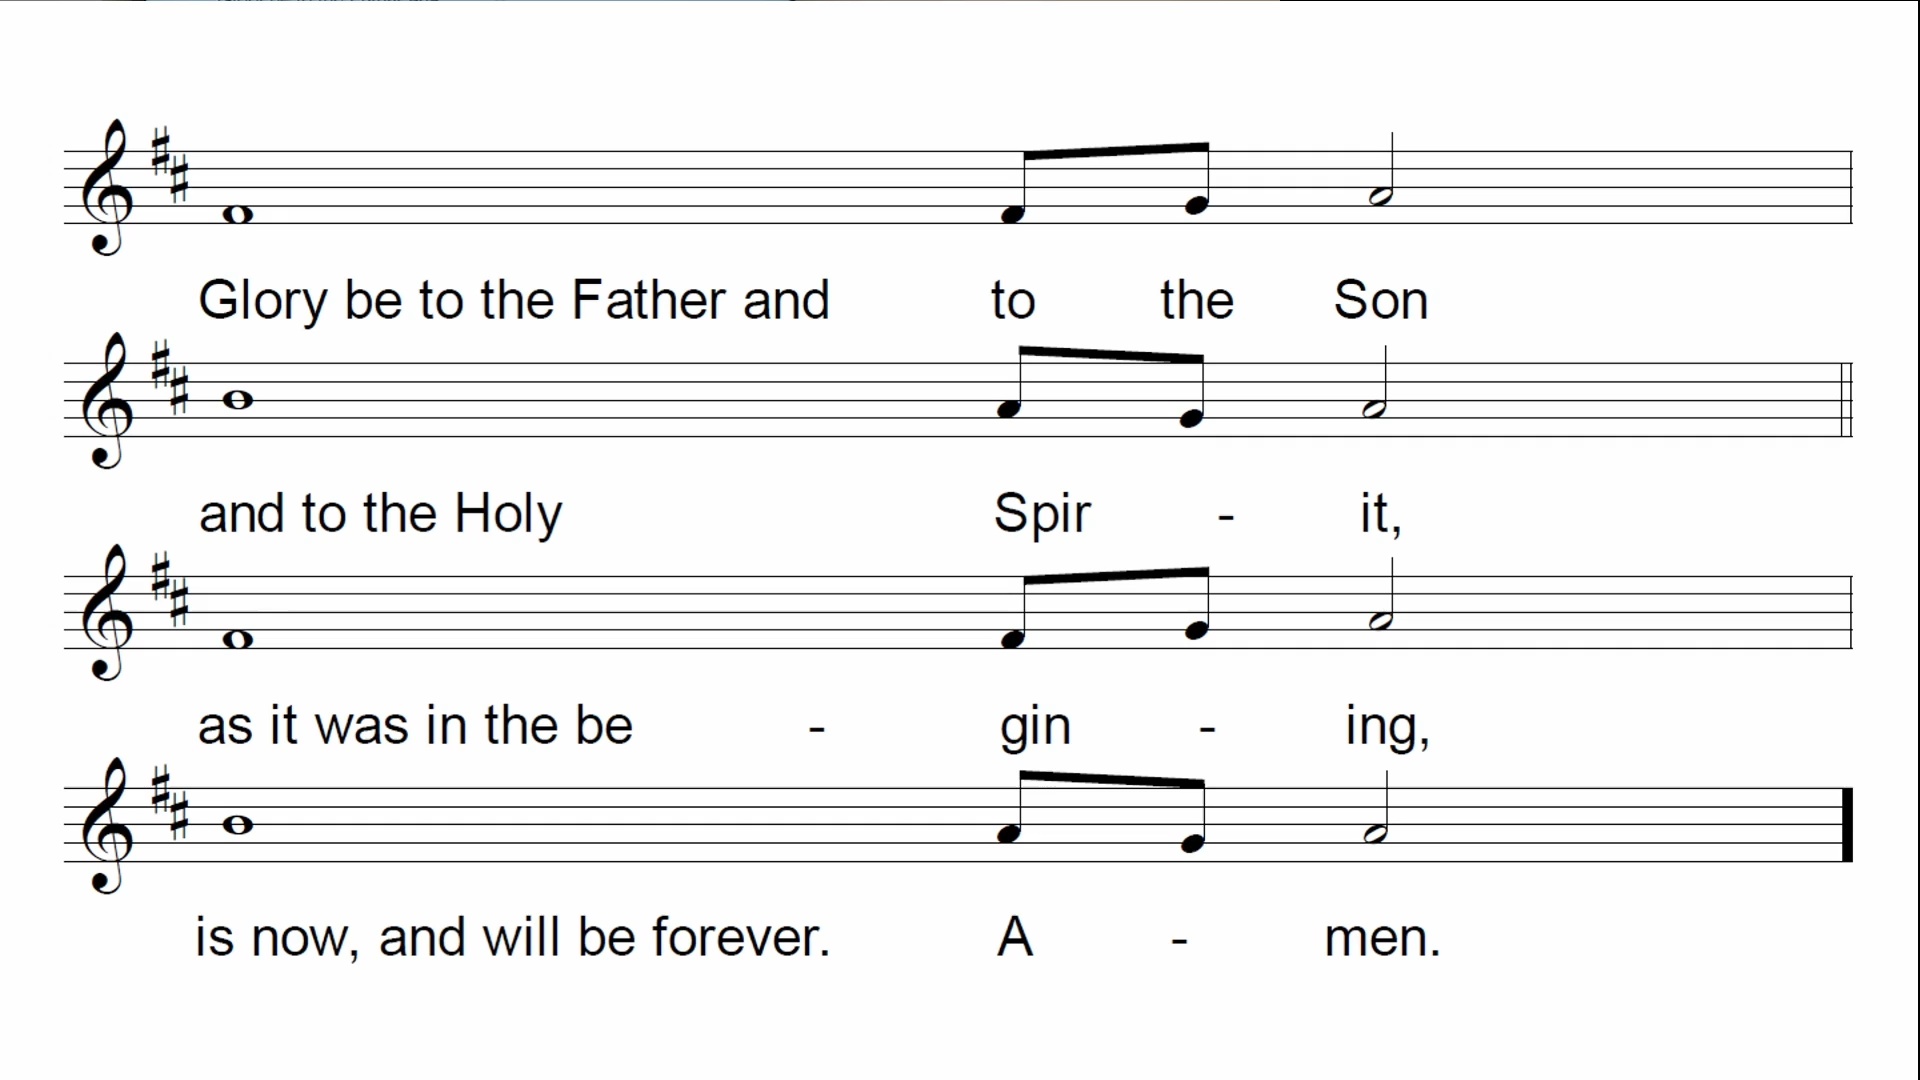 Glory be to the Father and to the Son
and to the Holy Spir - it,
as it was in the be - gin - ing,
is now, and will be forever. A - men.